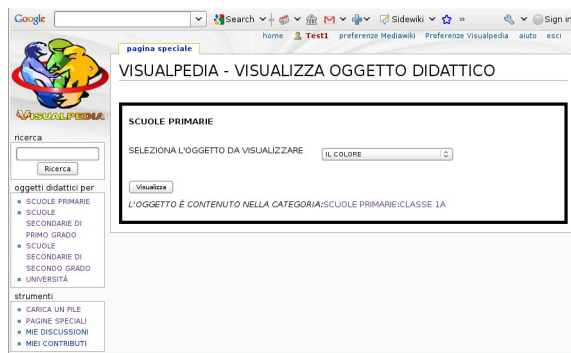 Google Search Sidewiki » Sign in
home Test1 preferenze Mediawiki Preferenze Visualpedia aiuto esci
pagina speciale
VISUALPEDIA - VISUALIZZA OGGETTO DIDATTICO
VISUALPEDIA
ricerca
Ricerca
oggetti didattici per
SCUOLE PRIMARIE
SCUOLE
SECONDARIE DI
PRIMO GRADO
SCUOLE
SECONDARIE DI
SECONDO GRADO
UNIVERSITÁ
strumenti
CARICA UN FILE
PAGINE SPECIALI
MIE DISCUSSIONI
MIEI CONTRIBUTI
SCUOLE PRIMARIE
SELEZIONA L'OGGETTO DA VISUALIZZARE IL COLORE
Visualizza
L'OGGETTO È CONTENUTO NELLA CATEGORIA:SCUOLE PRIMARIE:CLASSE 1A